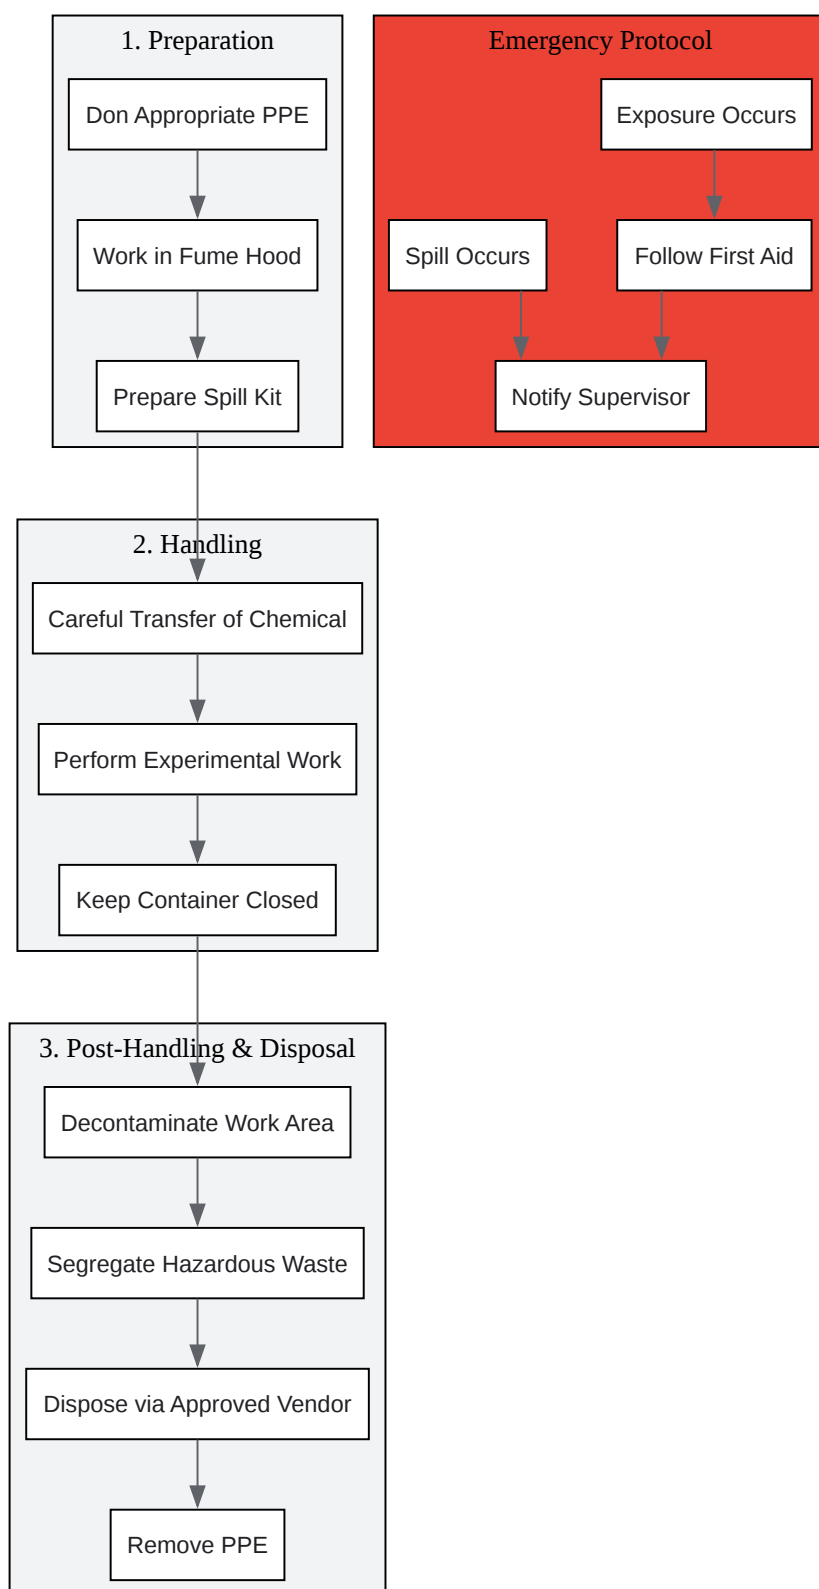 1. Preparation
Don Appropriate PPE
Work in Fume Hood
Prepare Spill Kit
Emergency Protocol
Exposure Occurs
Spill Occurs
Follow First Aid
Notify Supervisor
2. Handling
Careful Transfer of Chemical
Perform Experimental Work
Keep Container Closed
3. Post-Handling & Disposal
Decontaminate Work Area
Segregate Hazardous Waste
Dispose via Approved Vendor
Remove PPE